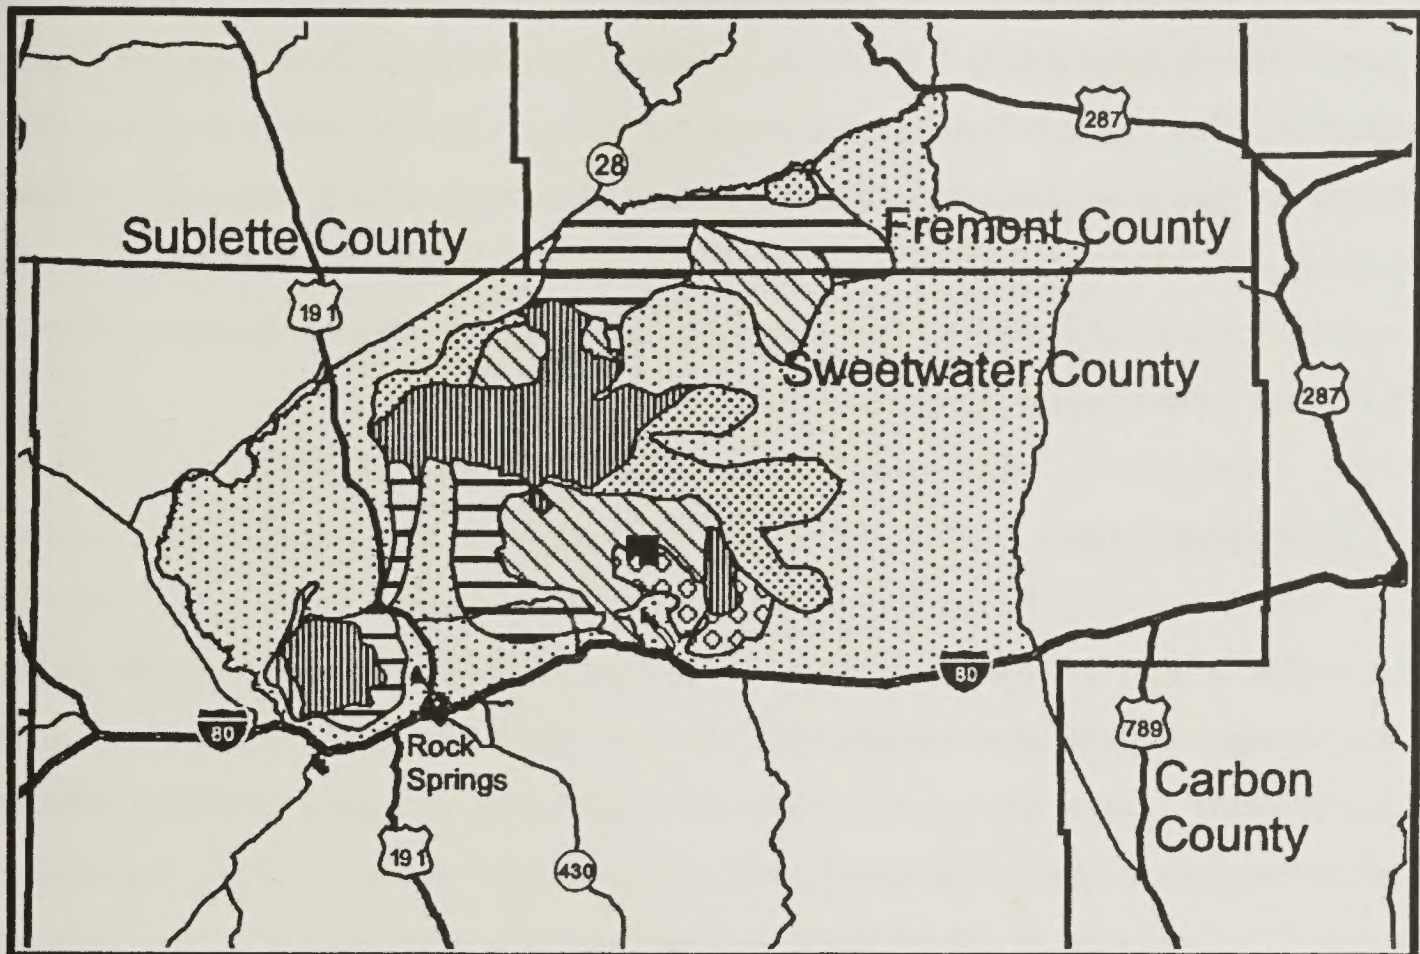 287
28
Sublette County
Fremont County
191
Sweetwater County
287
80
80
789
Rock
Springs
Carbon
County
191
430